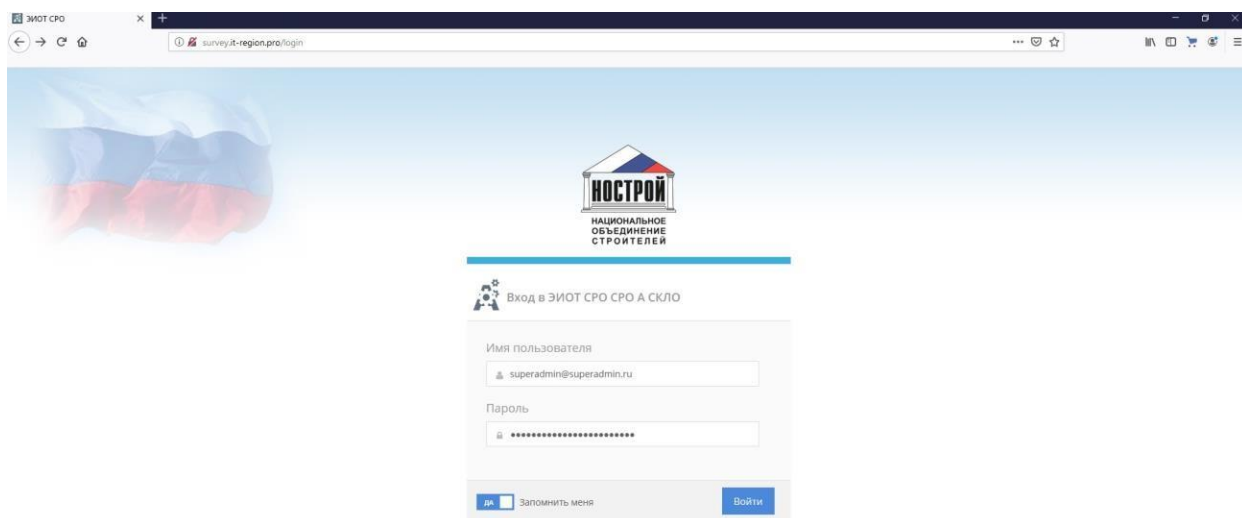 ЭИОТ СРО
survey.it-region.pro/login
НОСТРОЙ
НАЦИОНАЛЬНОЕ
ОБЪЕДИНЕНИЕ
СТРОИТЕЛЕЙ
Вход в ЭИОТ СРО СРО А СКЛО
Имя пользователя
superadmin@superadmin.ru
Пароль
ДА Запомнить меня Войти